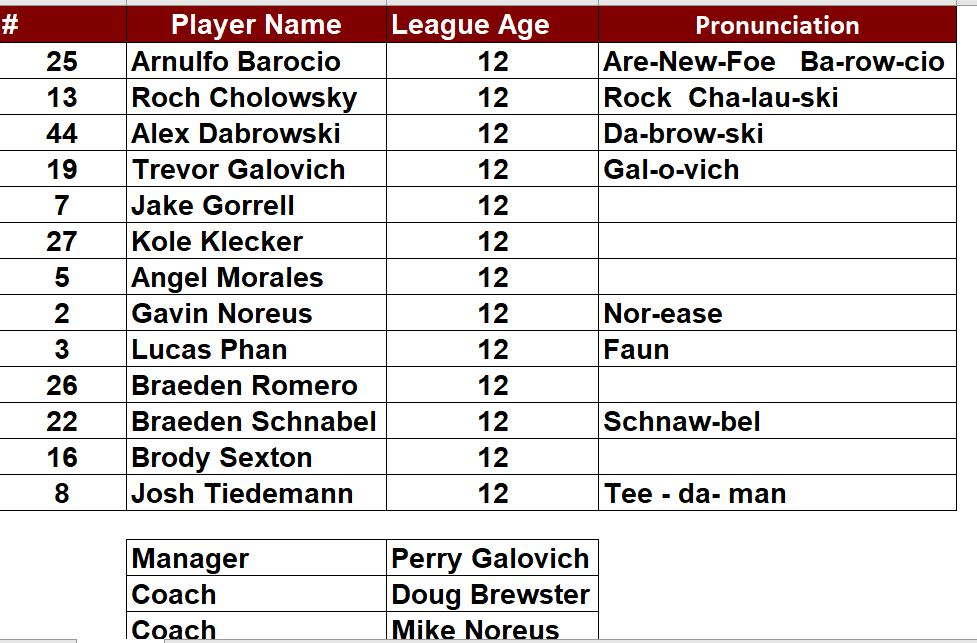 # Player Name League Age Pronunciation
25 Arnulfo Barocio 12 Are-New-Foe Ba-row-cio
13 Roch Cholowsky 12 Rock Cha-lau-ski
44 Alex Dabrowski 12 Da-brow-ski
19 Trevor Galovich 12 Gal-o-vich
7 Jake Gorrell 12
27 Kole Klecker 12
5 Angel Morales 12
2 Gavin Noreus 12 Nor-ease
3 Lucas Phan 12 Faun
26 Braeden Romero 12
22 Braeden Schnabel 12 Schnaw-bel
16 Brody Sexton 12
8 Josh Tiedemann 12 Tee - da- man
Manager Perry Galovich
Coach Doug Brewster
Coach Mike Noreus